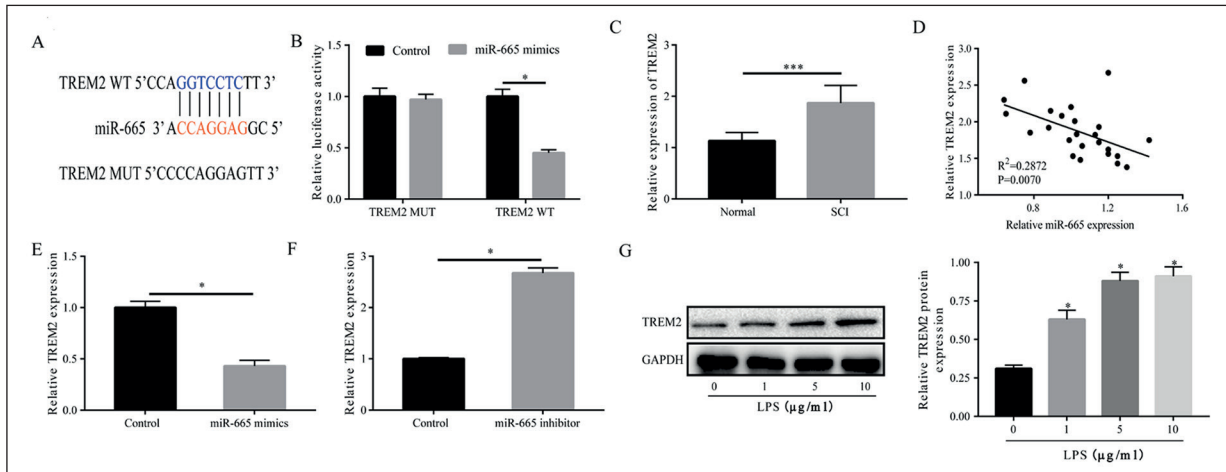 A
TREM2 WT 5’CCAGGTCCTCTT 3’
miR-665 3’ ACCAGGAGGC 5’
TREM2 MUT 5’CCCCAGGAGTT 3’
B
Control
miR-665 mimics
Relative luciferase activity
1.5
1.0
0.5
0.0
*
TREM2 MUT
TREM2 WT
C
Relative expression of TREM2
3
2
1
0
***
Normal
SCI
D
Relative TREM2 expression
3.0
2.5
2.0
1.5
1.0
R²=0.2872
P=0.0070
0.8
1.2
1.6
Relative miR-665 expression
E
Relative TREM2 expression
1.5
1.0
0.5
0.0
*
Control
miR-665 mimics
F
Relative TREM2 expression
3
2
1
0
*
Control
miR-665 inhibitor
G
TREM2
GAPDH
0 1 5 10
LPS (μg/ml)
Relative TREM2 protein
expression
1.00
0.75
0.50
0.25
0.00
*
*
*
0 1 5 10
LPS (μg/ml)